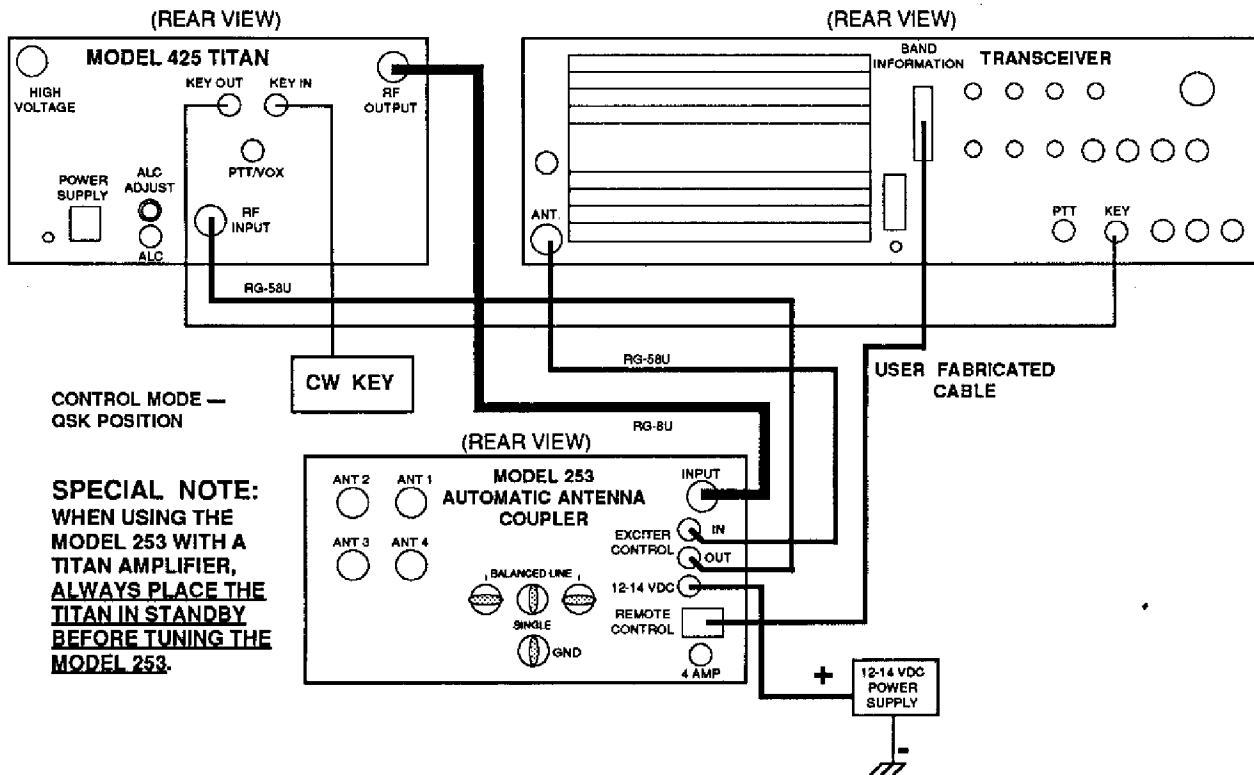 (REAR VIEW)
MODEL 425 TITAN
HIGH
VOLTAGE
KEY OUT
KEY IN
RF
OUTPUT
PTT/VOX
POWER
SUPPLY
ALC
ADJUST
ALC
RF
INPUT
(REAR VIEW)
BAND
INFORMATION
TRANSCEIVER
ANT.
PTT
KEY
RG-58U
RG-58U
USER FABRICATED
CABLE
CW KEY
CONTROL MODE —
QSK POSITION
RG-8U
SPECIAL NOTE:
WHEN USING THE
MODEL 253 WITH A
TITAN AMPLIFIER,
ALWAYS PLACE THE
TITAN IN STANDBY
BEFORE TUNING THE
MODEL 253.
(REAR VIEW)
ANT 2
ANT 1
MODEL 253
AUTOMATIC ANTENNA
COUPLER
INPUT
ANT 3
ANT 4
EXCITER
CONTROL
IN
OUT
BALANCED LINE
12-14 VDC
SINGLE
REMOTE
CONTROL
GND
4 AMP
+
12-14 VDC
POWER
SUPPLY
-